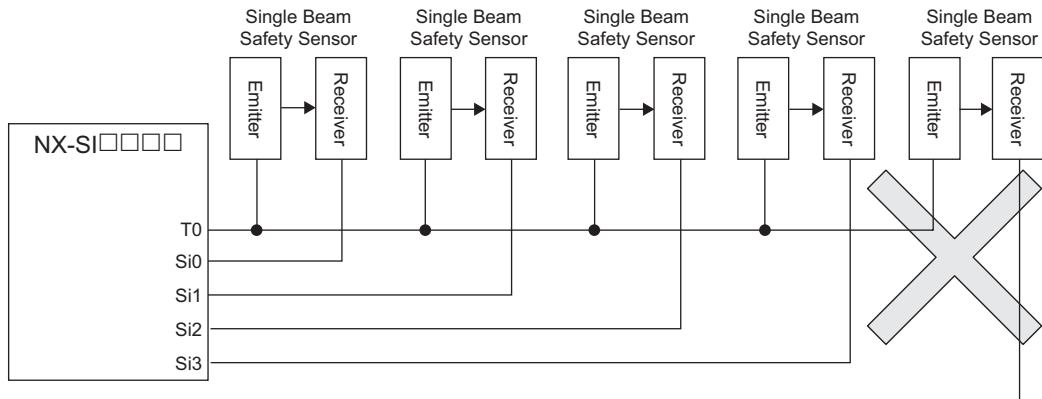 Single Beam
Safety Sensor
Single Beam
Safety Sensor
Single Beam
Safety Sensor
Single Beam
Safety Sensor
Single Beam
Safety Sensor
Emitter
Receiver
Emitter
Receiver
Emitter
Receiver
Emitter
Receiver
Emitter
Receiver
NX-SI□□□□
T0
Si0
Si1
Si2
Si3